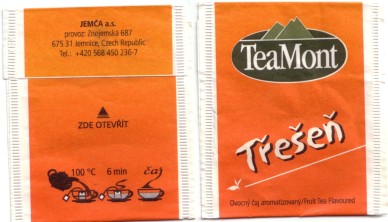 JEMČA a.s.
provoz: Znojemská 687
675 31 Jemnice, Czech Republic
Tel.: +420 568 450 236-7
ZDE OTEVŘÍT
100 °C 6 min čaj
TeaMont
Třešeň
Ovocný čaj aromatizovaný/Fruit Tea Flavoured